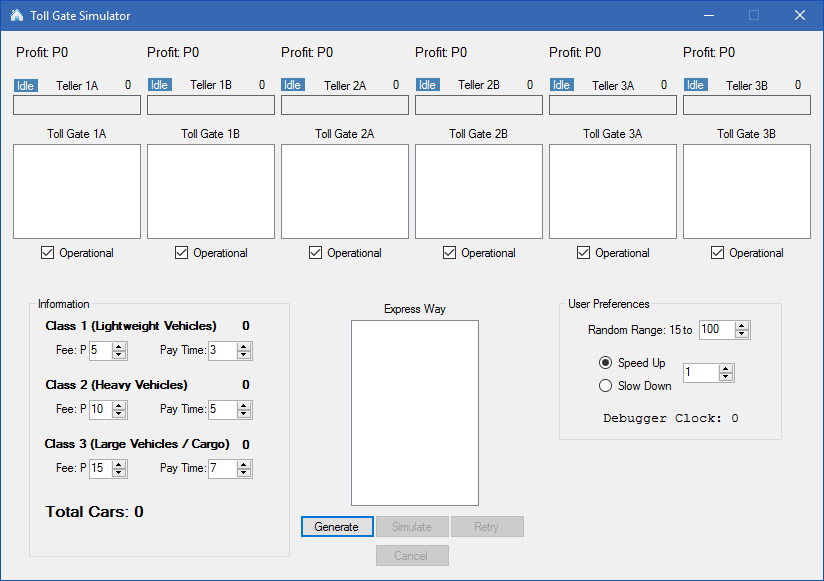 Toll Gate Simulator
Profit: P0 Profit: P0 Profit: P0 Profit: P0 Profit: P0 Profit: P0
Idle Teller 1A 0 Idle Teller 1B 0 Idle Teller 2A 0 Idle Teller 2B 0 Idle Teller 3A 0 Idle Teller 3B 0
Toll Gate 1A Toll Gate 1B Toll Gate 2A Toll Gate 2B Toll Gate 3A Toll Gate 3B
Operational Operational Operational Operational Operational Operational
Information
Class 1 (Lightweight Vehicles) 0
Fee: P 5 Pay Time: 3
Class 2 (Heavy Vehicles) 0
Fee: P 10 Pay Time: 5
Class 3 (Large Vehicles / Cargo) 0
Fee: P 15 Pay Time: 7
Total Cars: 0
Express Way
Generate Simulate Retry
Cancel
User Preferences
Random Range: 15 to 100
Speed Up 1
Slow Down
Debugger Clock: 0